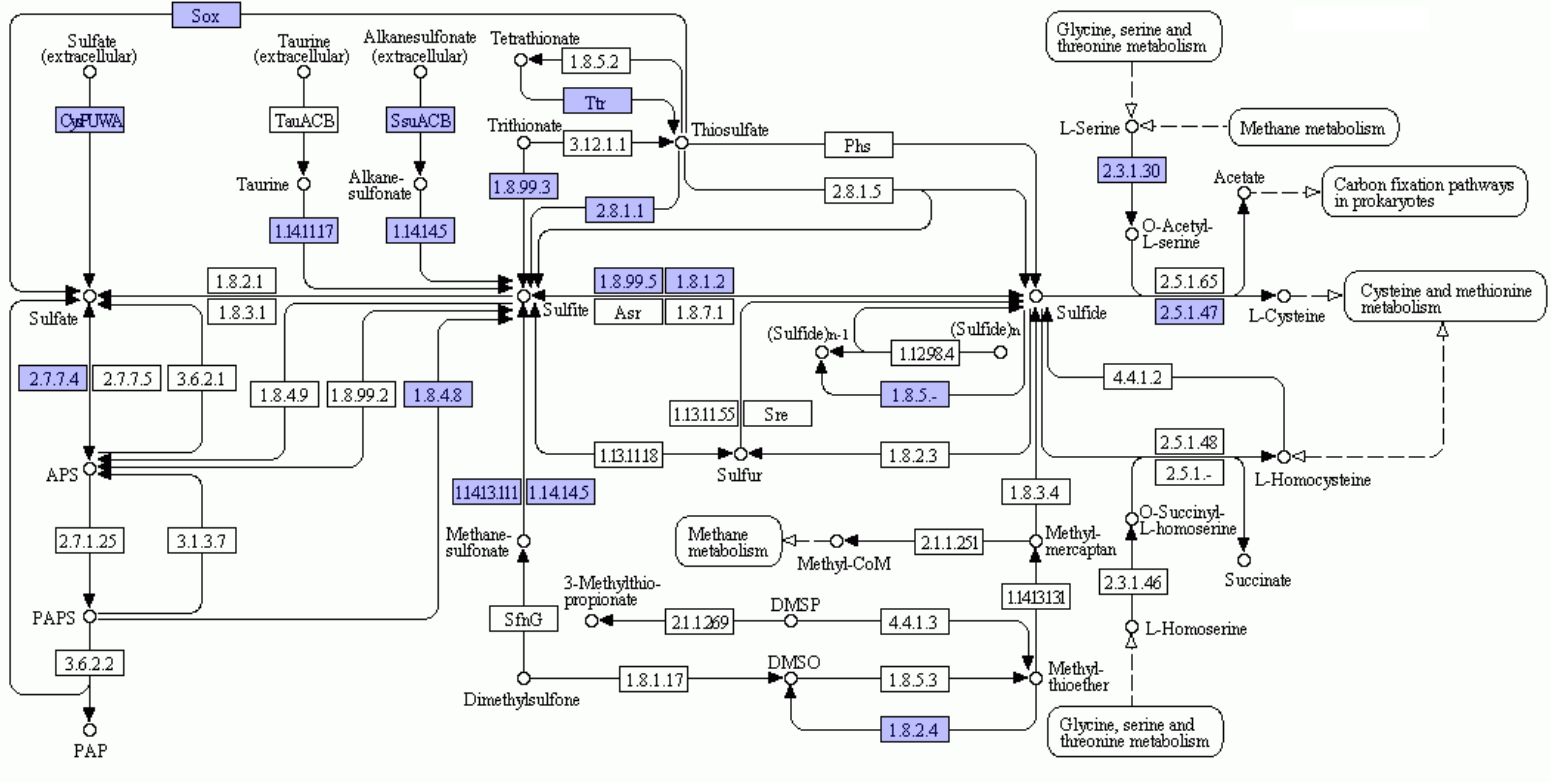 Sox
Sulfate
(extracellular)
Taurine
(extracellular)
Alkanesulfonate
(extracellular)
Tetrathionate
1.8.5.2
Glycine, serine and
threonine metabolism
CysPUWA
TauACB
SsuACB
Ttr
Trithionate
3.12.1.1
Thiosulfate
Phs
L-Serine
Methane metabolism
Taurine
Alkane-
sulfonate
1.8.99.3
2.8.1.1
2.8.1.5
2.3.1.30
Acetate
Carbon fixation pathways
in prokaryotes
1.14.11.17
1.14.14.5
O-Acetyl-
L-serine
1.8.2.1
1.8.3.1
Sulfate
Sulfite
1.8.99.5
1.8.1.2
Asr
1.8.7.1
Sulfide
2.5.1.65
2.5.1.47
L-Cysteine
Cysteine and methionine
metabolism
(Sulfide)n-1
(Sulfide)n
1.12.98.4
2.7.7.4
2.7.7.5
3.6.2.1
1.8.4.9
1.8.99.2
1.8.4.8
1.8.5.-
4.4.1.2
1.13.11.55
Sre
1.13.11.18
Sulfur
1.8.2.3
2.5.1.48
2.5.1.-
L-Homocysteine
APS
1.14.13.111
1.14.14.5
1.8.3.4
2.7.1.25
3.1.3.7
Methane-
sulfonate
Methane
metabolism
Methyl-CoM
2.1.1.251
Methyl-
mercaptan
O-Succinyl-
L-homoserine
Succinate
PAPS
3-Methylthio-
propionate
SfnG
2.1.1.269
DMSP
4.4.1.3
1.14.13.131
2.3.1.46
L-Homoserine
3.6.2.2
Dimethylsulfone
1.8.1.17
DMSO
1.8.5.3
Methyl-
thioether
1.8.2.4
Glycine, serine and
threonine metabolism
PAP